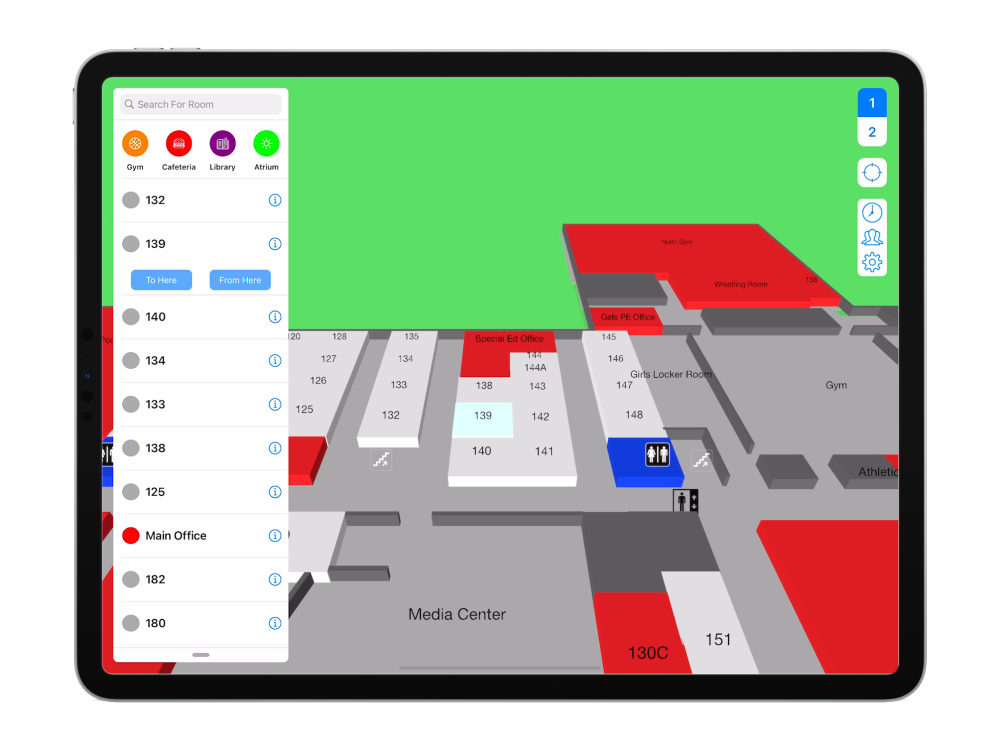 Search For Room
Gym
Cafeteria
Library
Atrium
132
139
To Here
From Here
140
134
133
138
125
Main Office
182
180
1
2
North Gym
Wrestling Room
158
Girls PE Office
120
128
135
Special Ed Office
145
127
134
144
144A
146
Girls Locker Room
126
133
138
143
147
Gym
125
132
139
142
148
140
141
Athletic
Media Center
130C
151